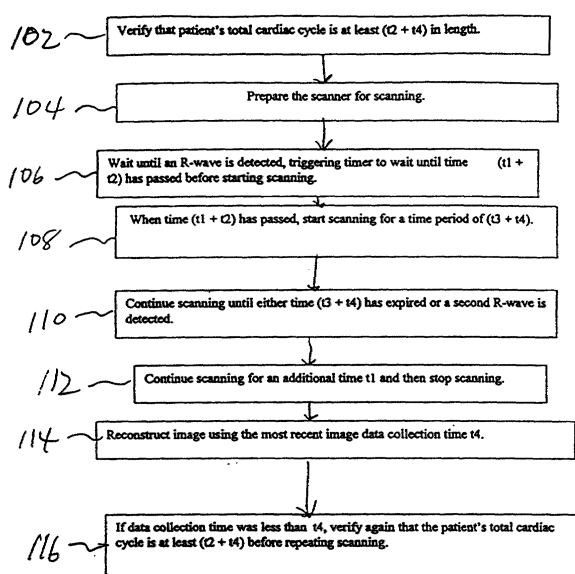 102 Verify that patient's total cardiac cycle is at least (t2 + t4) in length.
104 Prepare the scanner for scanning.
106 Wait until an R-wave is detected, triggering timer to wait until time (t1 +
t2) has passed before starting scanning.
108 When time (t1 + t2) has passed, start scanning for a time period of (t3 + t4).
110 Continue scanning until either time (t3 + t4) has expired or a second R-wave is
detected.
112 Continue scanning for an additional time t1 and then stop scanning.
114 Reconstruct image using the most recent image data collection time t4.
116 If data collection time was less than t4, verify again that the patient's total cardiac
cycle is at least (t2 + t4) before repeating scanning.